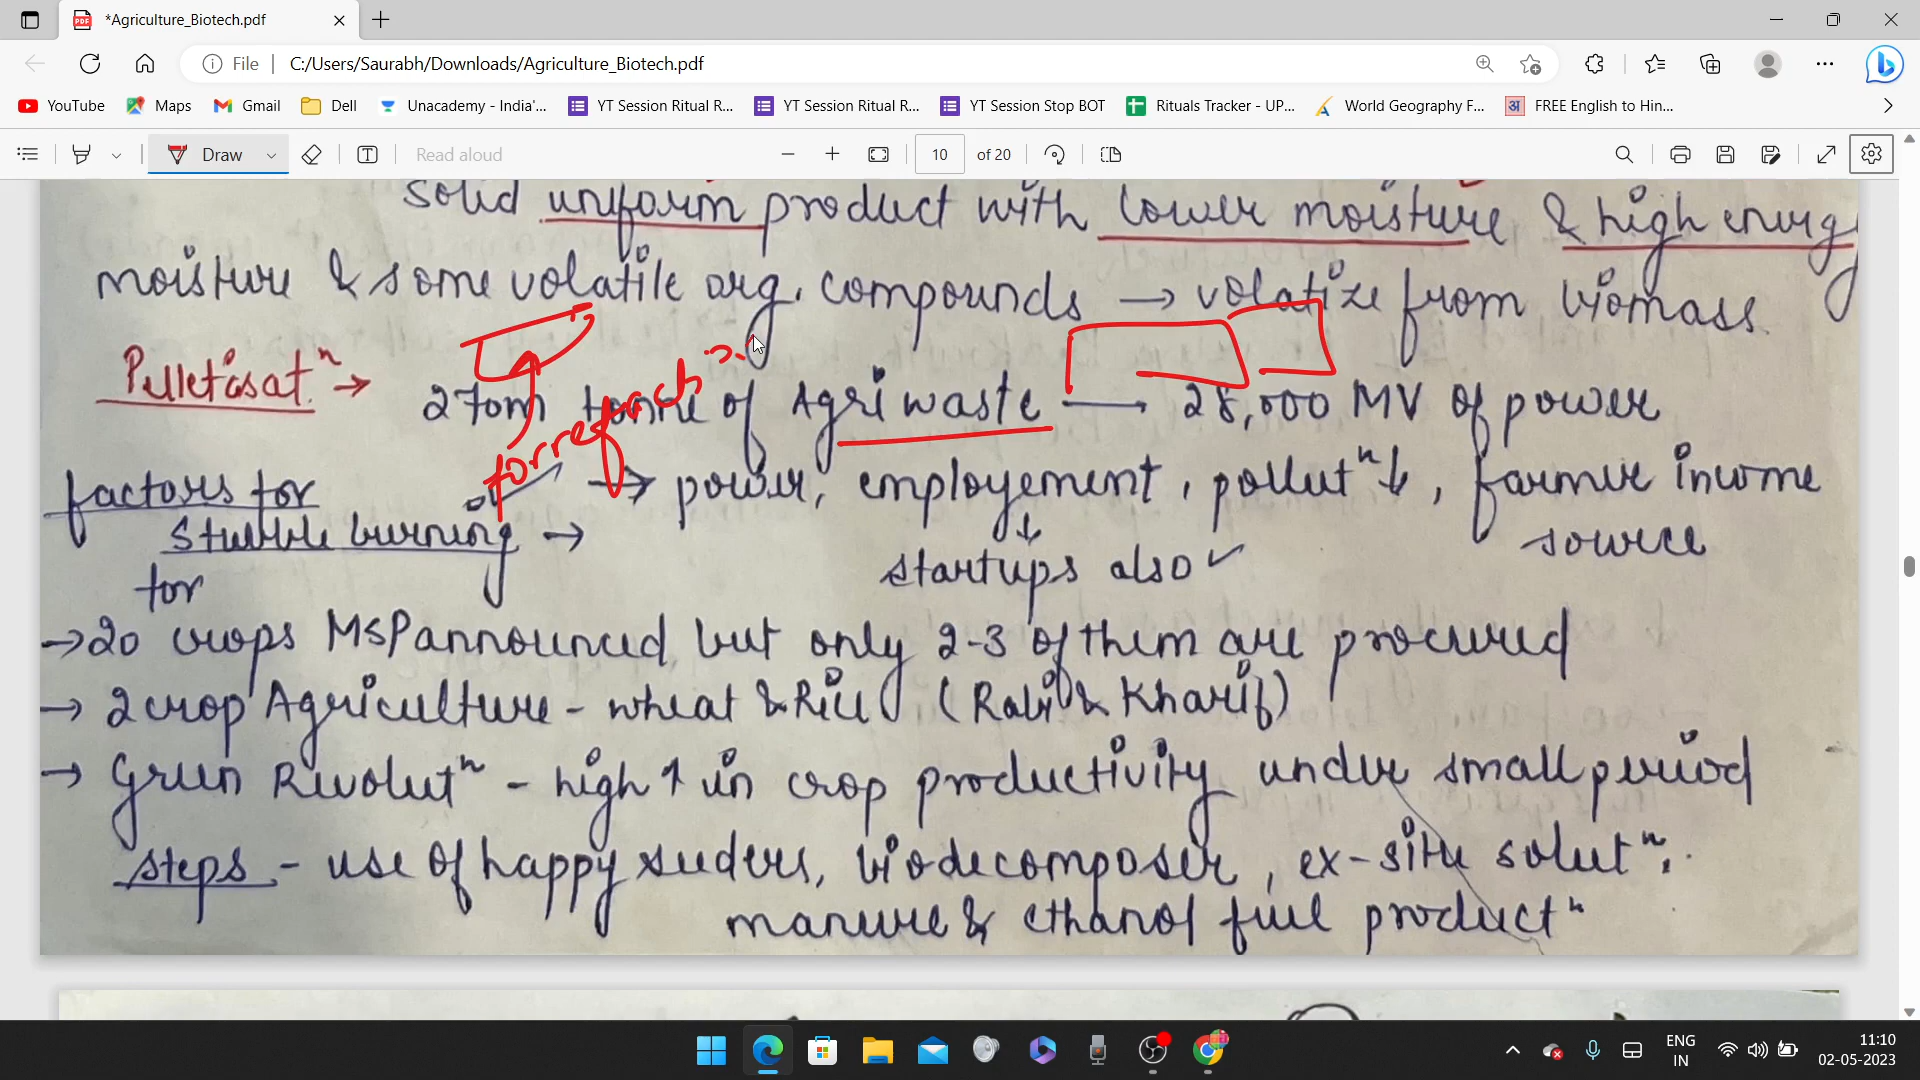 *Agriculture_Biotech.pdf
File C:/Users/Saurabh/Downloads/Agriculture_Biotech.pdf
YouTube Maps Gmail Dell Unacademy - India'... YT Session Ritual R... YT Session Ritual R... YT Session Stop BOT Rituals Tracker - UP... World Geography F... FREE English to Hin...
Draw Read aloud 10 of 20
Solid uniform product with lower moisture & high energy
moisture & some volatile org. compounds → volatize from biomass
Pelletisatⁿ → 270m tonne of Agri waste → 28,000 MV of power
torrefact
factors for → power, employement, pollutⁿ ↓, farmer income
source
Stubble burning →
startups also ✓
for
→ 20 crops MSP announced but only 2-3 of them are procured
→ 2 crop Agriculture - wheat & Rice (Rabi & Kharif)
→ Green Revolutⁿ - high ↑ in crop productivity under small period
steps - use of happy seeders, biodecomposer, ex-situ solutⁿ,
manure & ethanol fuel productⁿ
ENG
IN
11:10
02-05-2023